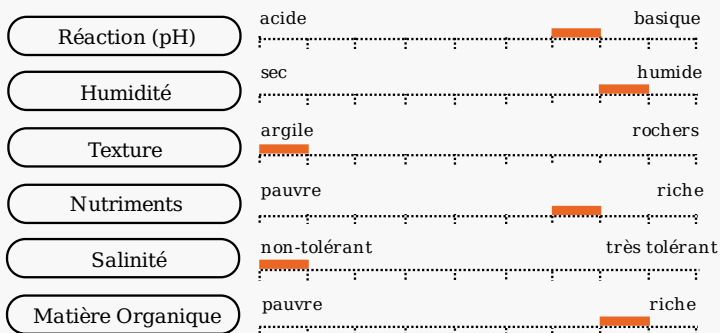 acide basique
Réaction (pH)
sec humide
Humidité
argile rochers
Texture
pauvre riche
Nutriments
non-tolérant très tolérant
Salinité
pauvre riche
Matière Organique